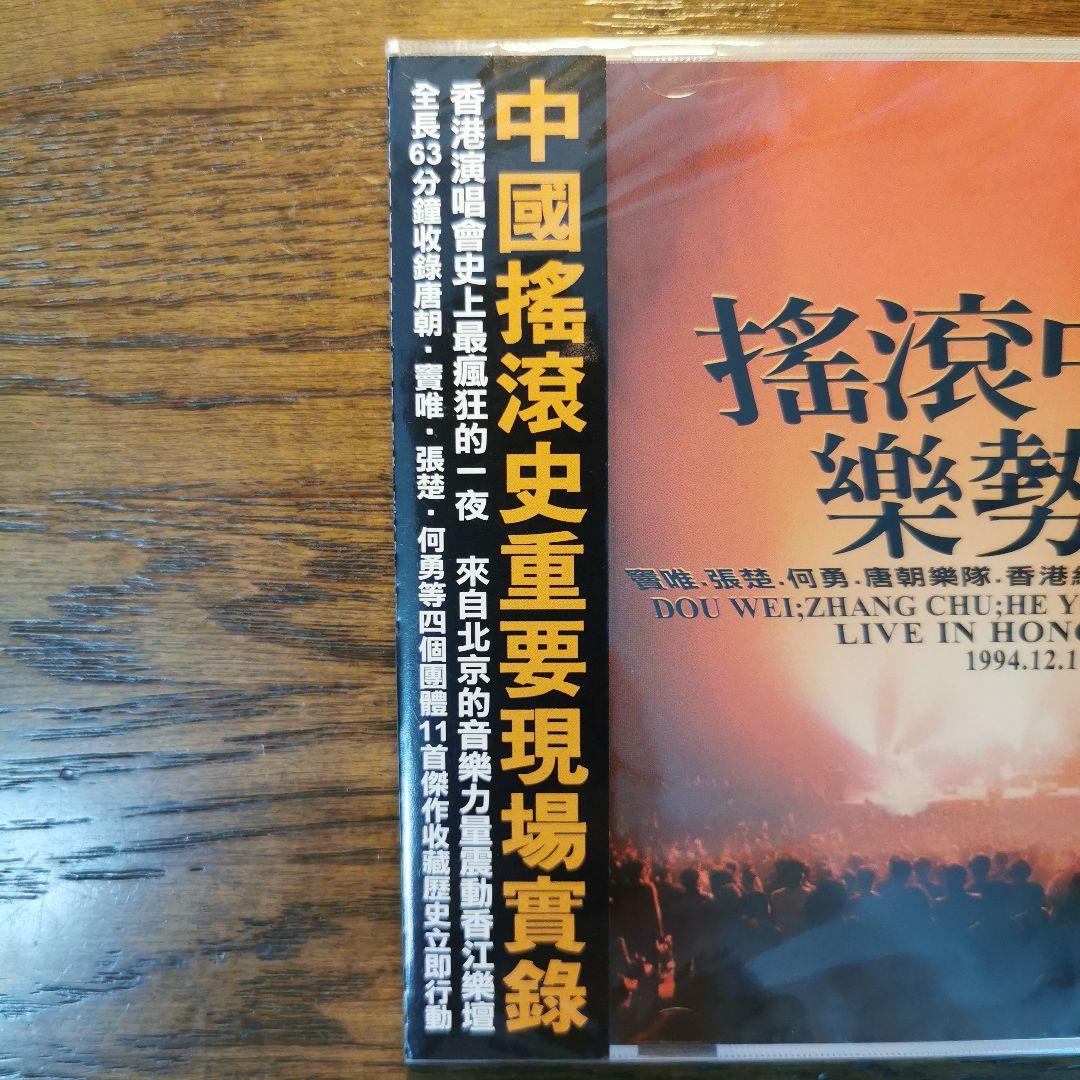 中國搖滾史重要現場實錄
香港演唱會史上最瘋狂的一夜 來自北京的音樂力量震動香江樂壇
全長63分鐘收錄唐朝．竇唯．張楚．何勇等四個團體11首傑作收藏歷史立即行動
搖滾中
樂勢
竇唯.張楚.何勇.唐朝樂隊.香港
DOU WEI;ZHANG CHU;HE Y
LIVE IN HONG
1994.12.1